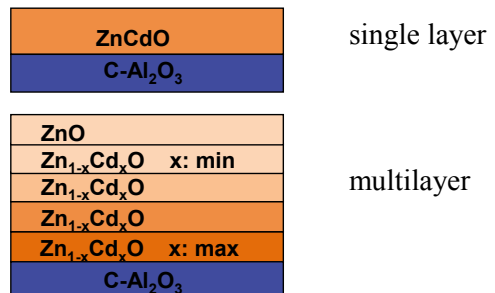 ZnCdO single layer
C-Al₂O₃
ZnO
Zn₁₋ₓCdₓO x: min
Zn₁₋ₓCdₓO multilayer
Zn₁₋ₓCdₓO
Zn₁₋ₓCdₓO x: max
C-Al₂O₃